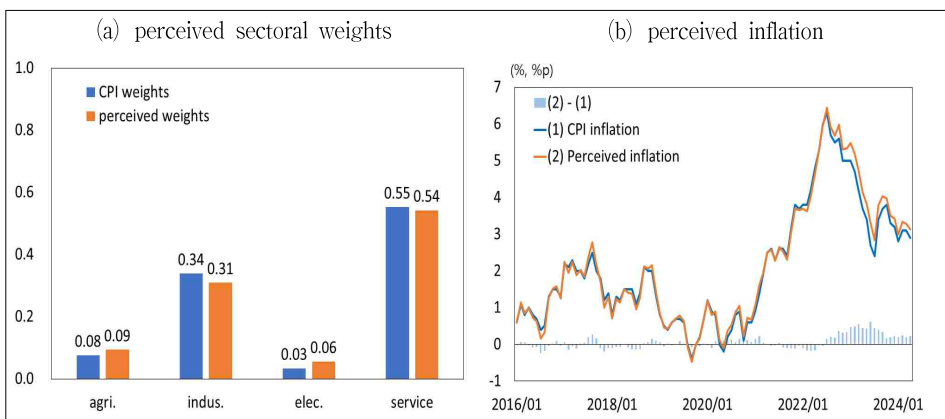 (a) perceived sectoral weights
1.0
0.8
0.6
0.4
0.2
0.0
CPI weights
perceived weights
0.08
0.09
0.34
0.31
0.03
0.06
0.55
0.54
agri.
indus.
elec.
service
(b) perceived inflation
(%, %p)
7
6
5
4
3
2
1
0
-1
(2) - (1)
(1) CPI inflation
(2) Perceived inflation
2016/01
2018/01
2020/01
2022/01
2024/01